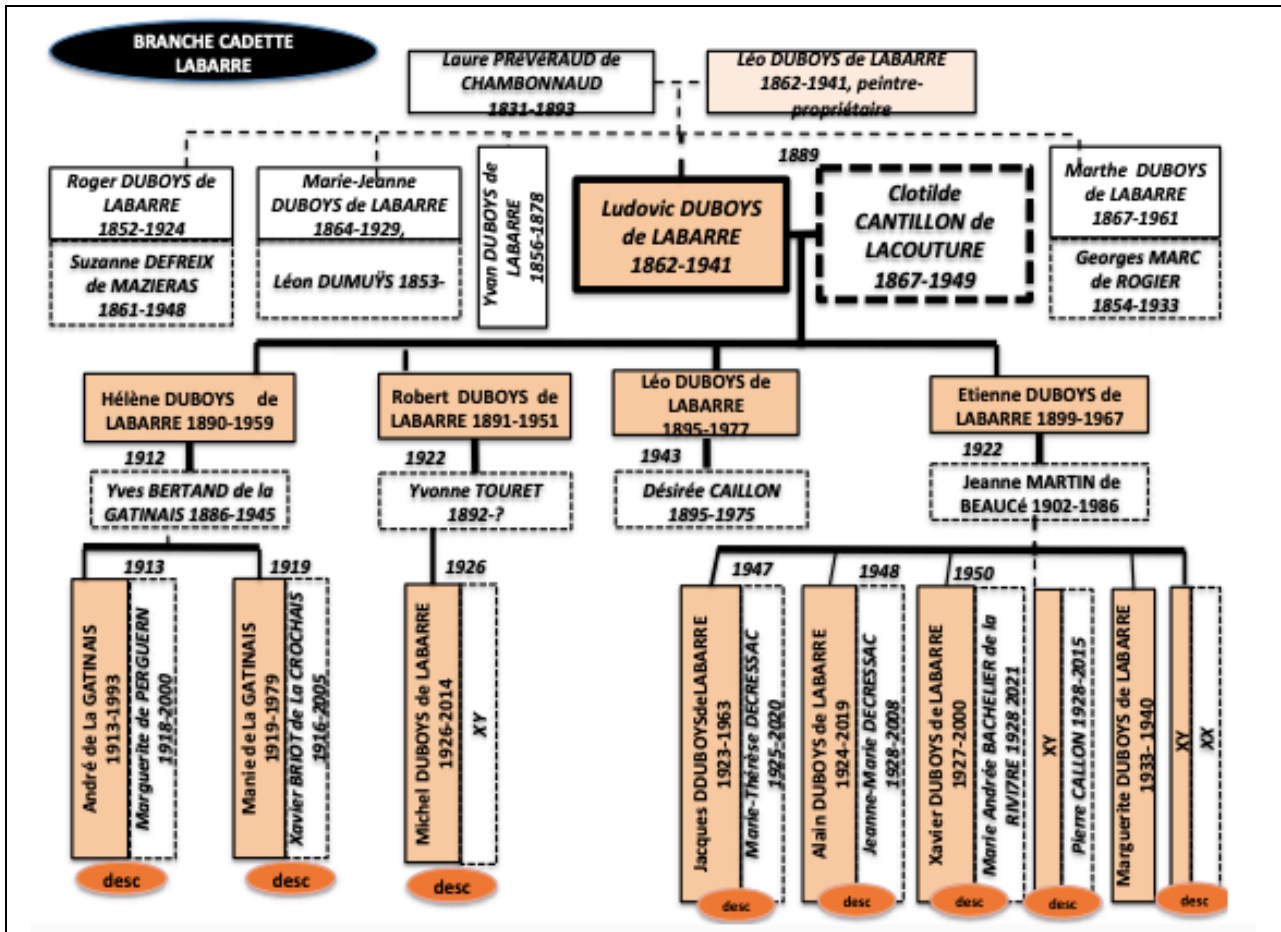 BRANCHE CADETTE
LABARRE
Laure PRéVéRAUD de
CHAMBONNAUD
1831-1893
Léo DUBOYS de LABARRE
1862-1941, peintre-
propriétaire
Roger DUBOYS de
LABARRE
1852-1924
Suzanne DEFREIX
de MAZIERAS
1861-1948
Marie-Jeanne
DUBOYS de LABARRE
1864-1929,
Léon DUMUŸS 1853-
Yvan DUBOYS de
LABARRE
1856-1878
Ludovic DUBOYS
de LABARRE
1862-1941
1889
Clotilde
CANTILLON de
LACOUTURE
1867-1949
Marthe DUBOYS
de LABARRE
1867-1961
Georges MARC
de ROGIER
1854-1933
Hélène DUBOYS de
LABARRE 1890-1959
1912
Yves BERTAND de la
GATINAIS 1886-1945
Robert DUBOYS de
LABARRE 1891-1951
1922
Yvonne TOURET
1892-?
Léo DUBOYS de
LABARRE
1895-1977
1943
Désirée CAILLON
1895-1975
Etienne DUBOYS de
LABARRE 1899-1967
1922
Jeanne MARTIN de
BEAUCé 1902-1986
1913
André de La GATINAIS
1913-1993
Marguerite de PERGUERN
1918-2000
desc
1919
Manie de La GATINAIS
1919-1979
Xavier BRIOT de La CROCHAIS
1916-2005
desc
1926
Michel DUBOYS de LABARRE
1926-2014
XY
desc
1947
Jacques DDUBOYSdeLABARRE
1923-1963
Marie-Thérèse DECRESSAC
1925-2020
desc
1948
Alain DUBOYS de LABARRE
1924-2019
Jeanne-Marie DECRESSAC
1928-2008
desc
1950
Xavier DUBOYS de LABARRE
1927-2000
Marie Andrée BACHELIER de la
RIVI7RE 1928 2021
desc
XY
Pierre CALLON 1928-2015
desc
Marguerite DUBOYS de LABARRE
1933- 1940
XY
XX
desc